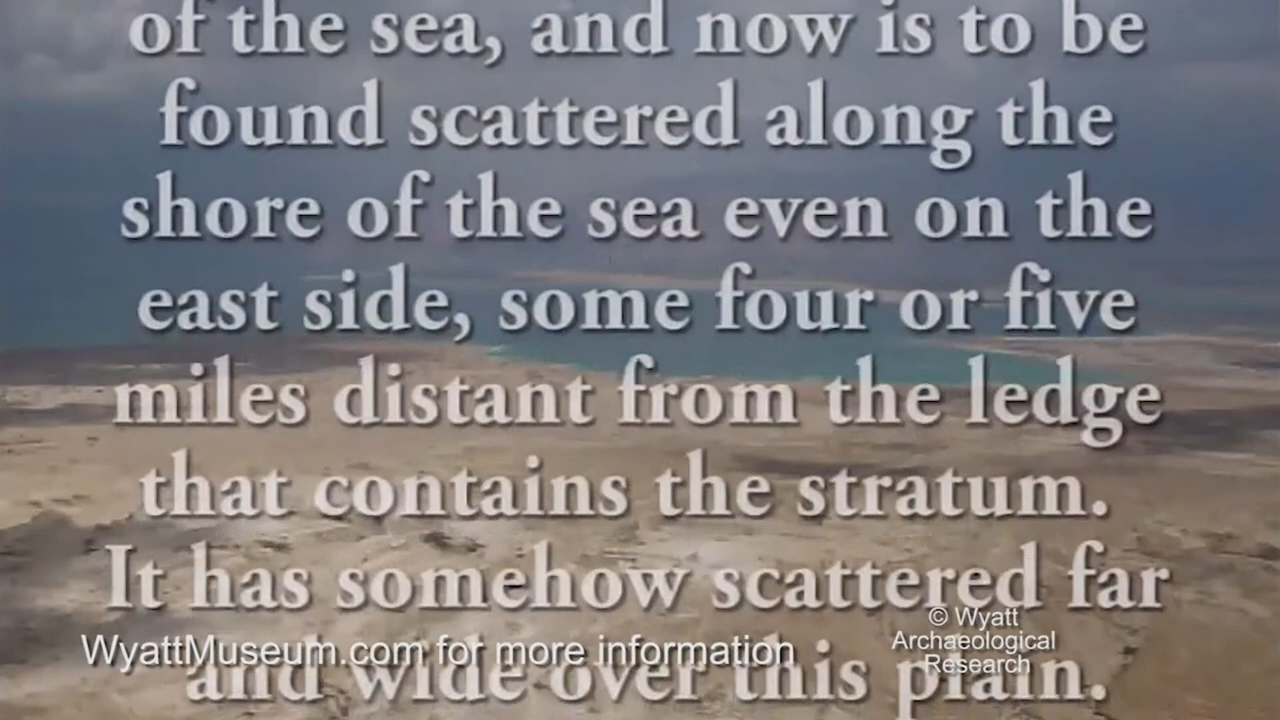 of the sea, and now is to be
found scattered along the
shore of the sea even on the
east side, some four or five
miles distant from the ledge
that contains the stratum.
It has somehow scattered far
and wide over this plain.
WyattMuseum.com for more information
© Wyatt
Archaeological
Research